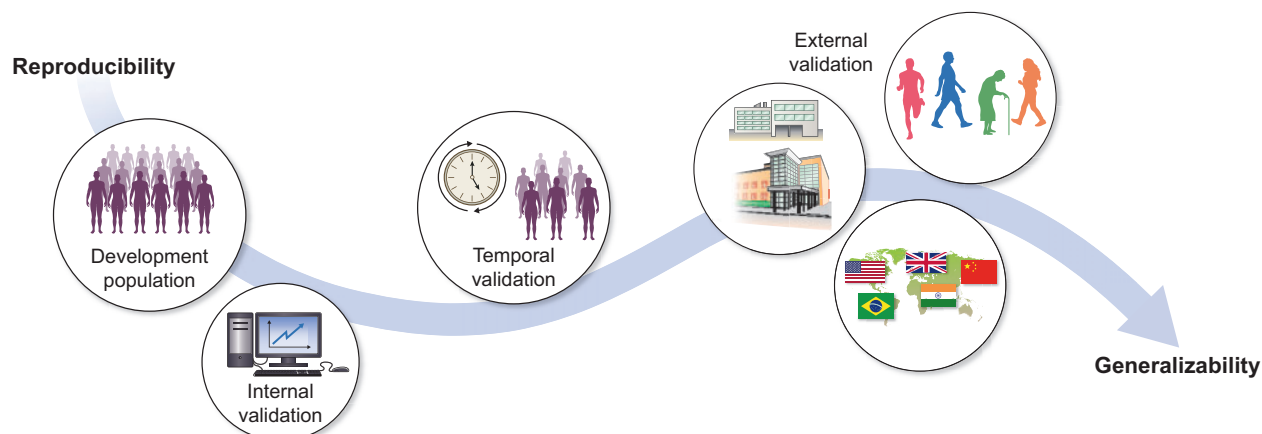 Reproducibility
Development
population
Internal
validation
Temporal
validation
External
validation
Generalizability